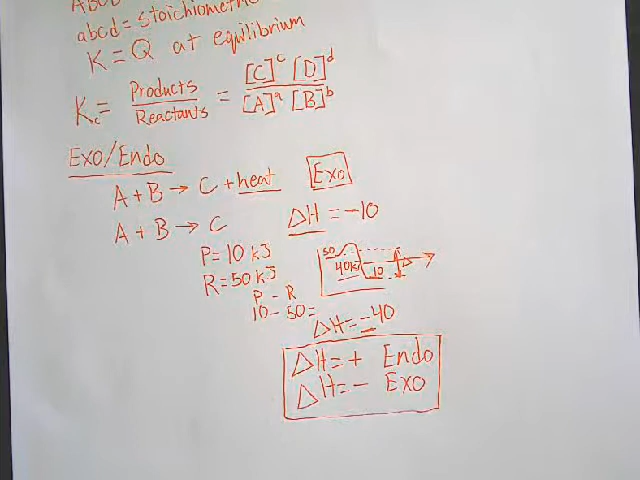 ABCD
abcd = stoichiometric
K = Q at equilibrium
Kc = Products / Reactants = [C]^c [D]^d / [A]^a [B]^b
Exo/Endo
A + B → C + heat Exo
A + B → C ΔH = -10
P = 10 kJ
R = 50 kJ
50 40kJ 10
P - R
10 - 50 =
ΔH = -40
ΔH = + Endo
ΔH = - Exo